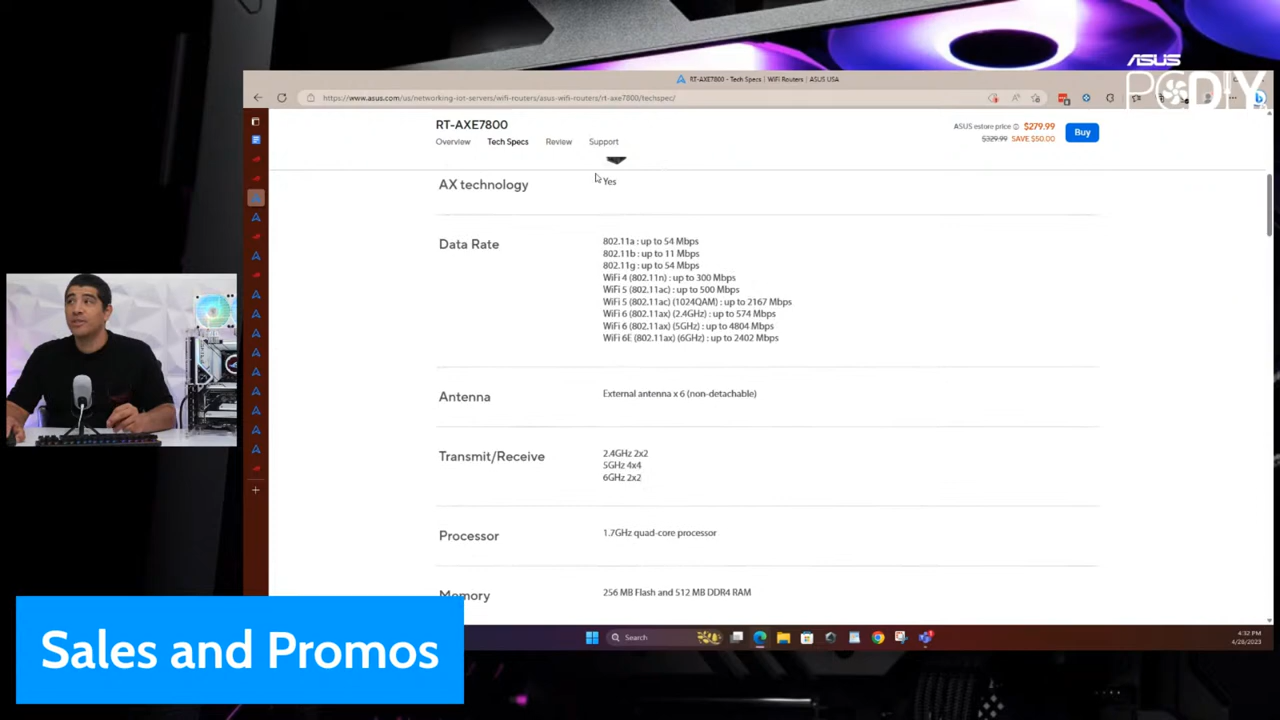 RT-AXE7800 - Tech Specs | WiFi Routers | ASUS USA
ASUS
PCDIY
https://www.asus.com/us/networking-iot-servers/wifi-routers/asus-wifi-routers/rt-axe7800/techspec/
RT-AXE7800
ASUS estore price $279.99
$329.99 SAVE $50.00
Buy
Overview Tech Specs Review Support
AX technology
Yes
Data Rate
802.11a : up to 54 Mbps
802.11b : up to 11 Mbps
802.11g : up to 54 Mbps
WiFi 4 (802.11n) : up to 300 Mbps
WiFi 5 (802.11ac) : up to 500 Mbps
WiFi 5 (802.11ac) (1024QAM) : up to 2167 Mbps
WiFi 6 (802.11ax) (2.4GHz) : up to 574 Mbps
WiFi 6 (802.11ax) (5GHz) : up to 4804 Mbps
WiFi 6E (802.11ax) (6GHz) : up to 2402 Mbps
Antenna
External antenna x 6 (non-detachable)
Transmit/Receive
2.4GHz 2x2
5GHz 4x4
6GHz 2x2
Processor
1.7GHz quad-core processor
Memory
256 MB Flash and 512 MB DDR4 RAM
Search
4:32 PM
4/28/2023
Sales and Promos